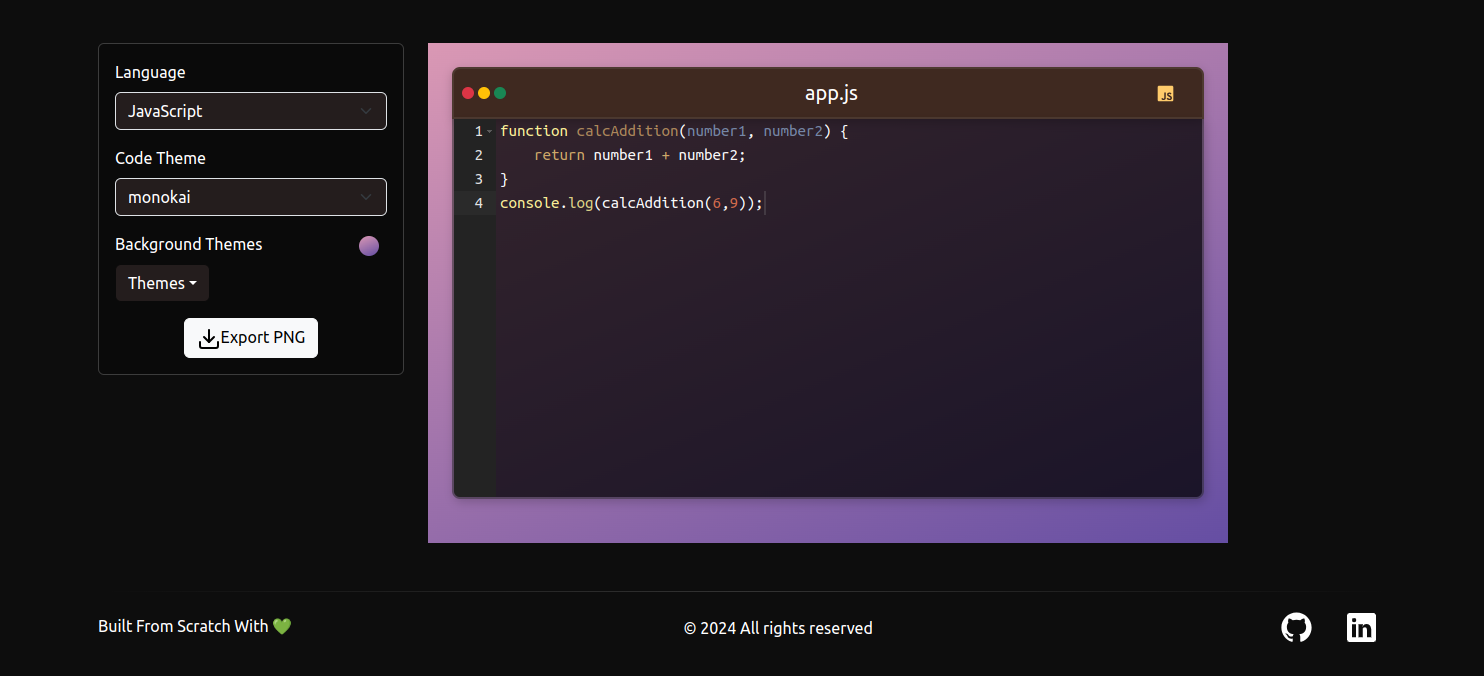 Language
JavaScript
Code Theme
monokai
Background Themes
Themes
Export PNG
app.js
JS
1 function calcAddition(number1, number2) {
2     return number1 + number2;
3 }
4 console.log(calcAddition(6,9));
Built From Scratch With 💚
© 2024 All rights reserved
in